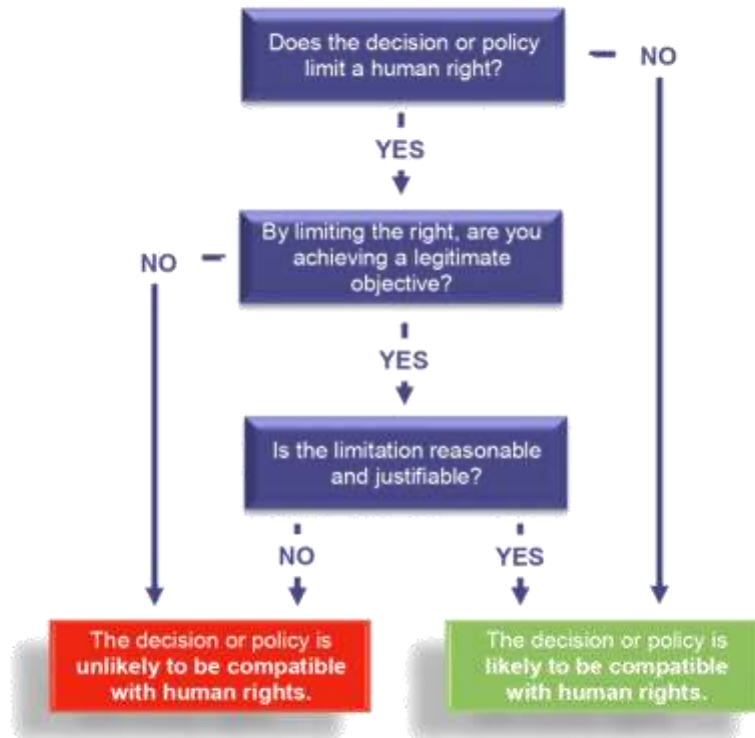 Does the decision or policy
limit a human right?
NO
YES
By limiting the right, are you
achieving a legitimate
objective?
NO
YES
Is the limitation reasonable
and justifiable?
NO
YES
The decision or policy is
unlikely to be compatible
with human rights.
The decision or policy is
likely to be compatible
with human rights.